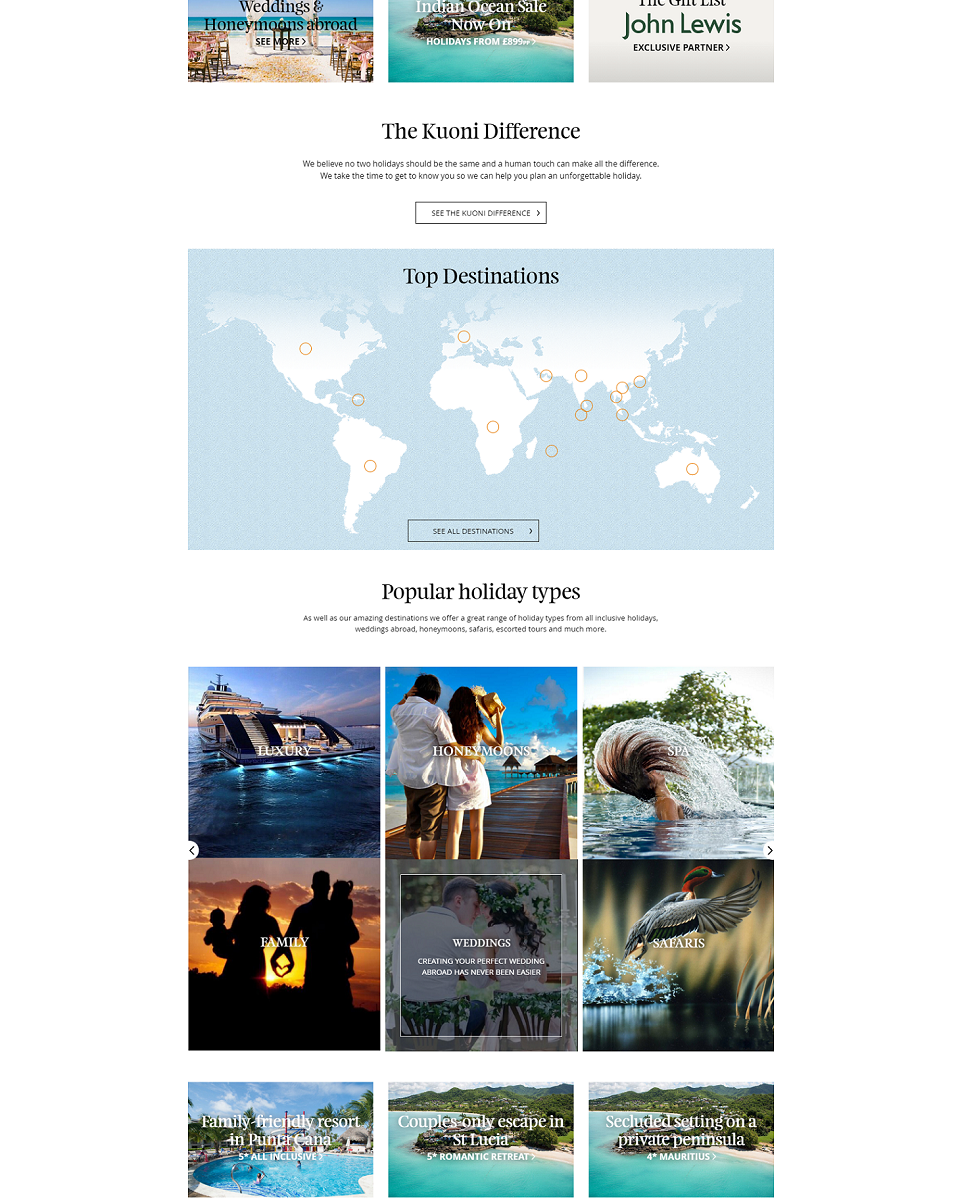 Weddings &
Honeymoons abroad
SEE MORE >
Indian Ocean Sale
Now On
HOLIDAYS FROM £899PP >
The Gift List
John Lewis
EXCLUSIVE PARTNER >
The Kuoni Difference
We believe no two holidays should be the same and a human touch can make all the difference.
We take the time to get to know you so we can help you plan an unforgettable holiday.
SEE THE KUONI DIFFERENCE >
Top Destinations
SEE ALL DESTINATIONS >
Popular holiday types
As well as our amazing destinations we offer a great range of holiday types from all inclusive holidays,
weddings abroad, honeymoons, safaris, escorted tours and much more.
LUXURY
HONEYMOONS
SPA
FAMILY
WEDDINGS
CREATING YOUR PERFECT WEDDING
ABROAD HAS NEVER BEEN EASIER
SAFARIS
Family-friendly resort
in Punta Cana
5* ALL INCLUSIVE >
Couples-only escape in
St Lucia
5* ROMANTIC RETREAT >
Secluded setting on a
private peninsula
4* MAURITIUS >